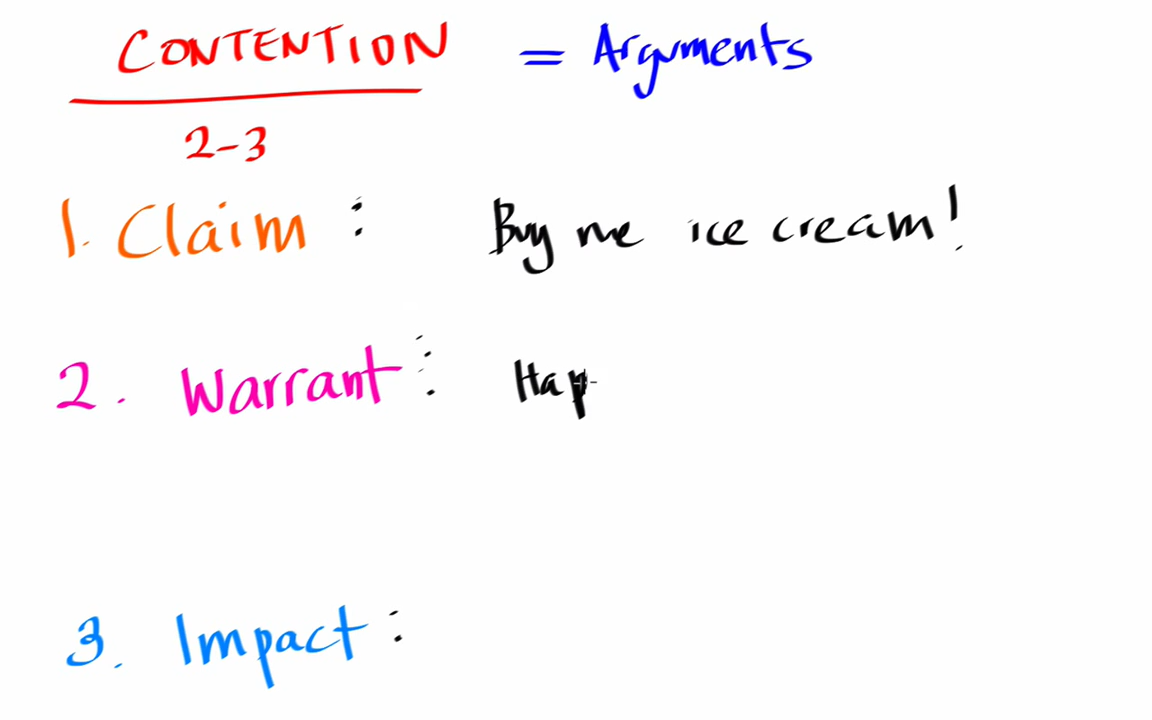 CONTENTION = Arguments
2-3
1. Claim : Buy me ice cream!
2. Warrant : Hap
3. Impact :